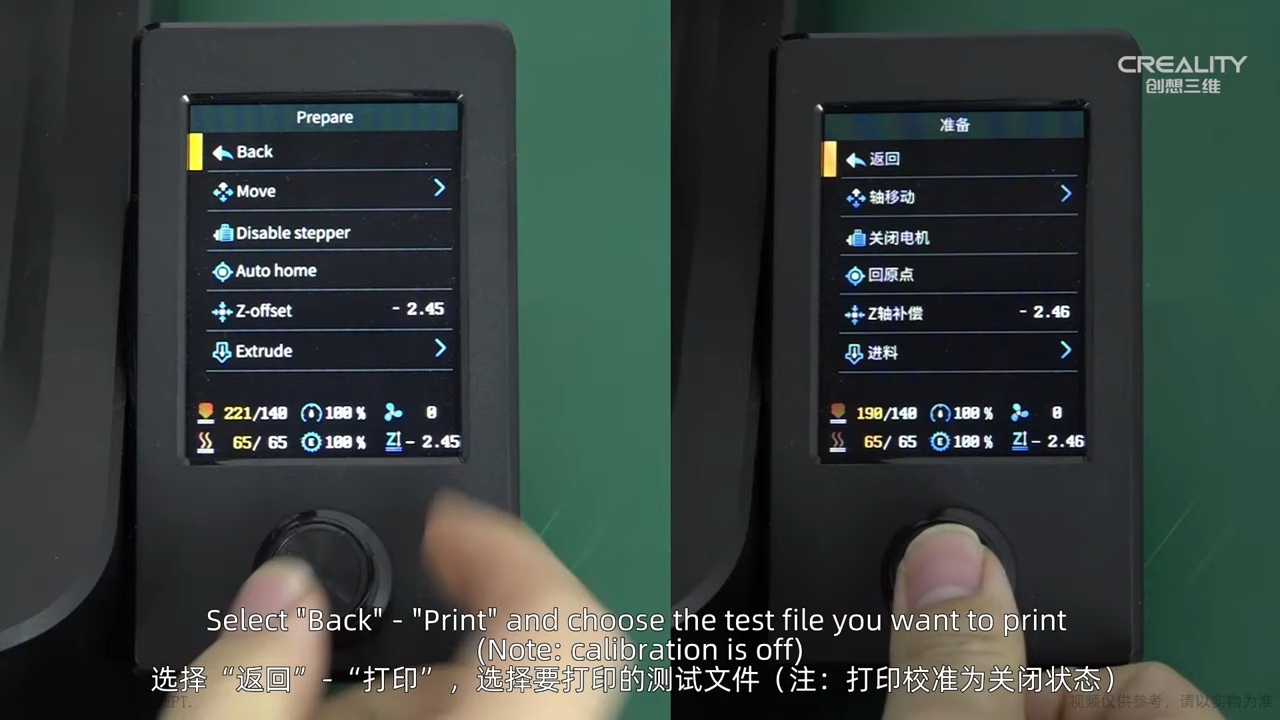 CREALITY
创想三维
Prepare
Back
Move
Disable stepper
Auto home
Z-offset - 2.45
Extrude
221/140 100% 0
65/ 65 100% Z - 2.45
准备
返回
轴移动
关闭电机
回原点
Z轴补偿 - 2.46
进料
190/140 100% 0
65/ 65 E 100% Z - 2.46
Select "Back" - "Print" and choose the test file you want to print
(Note: calibration is off)
选择“返回”-“打印”，选择要打印的测试文件（注：打印校准为关闭状态）
视频仅供参考，请以实物为准